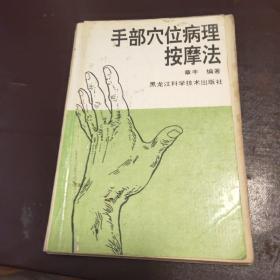 手部穴位病理
按摩法
章丰 编著
黑龙江科学技术出版社